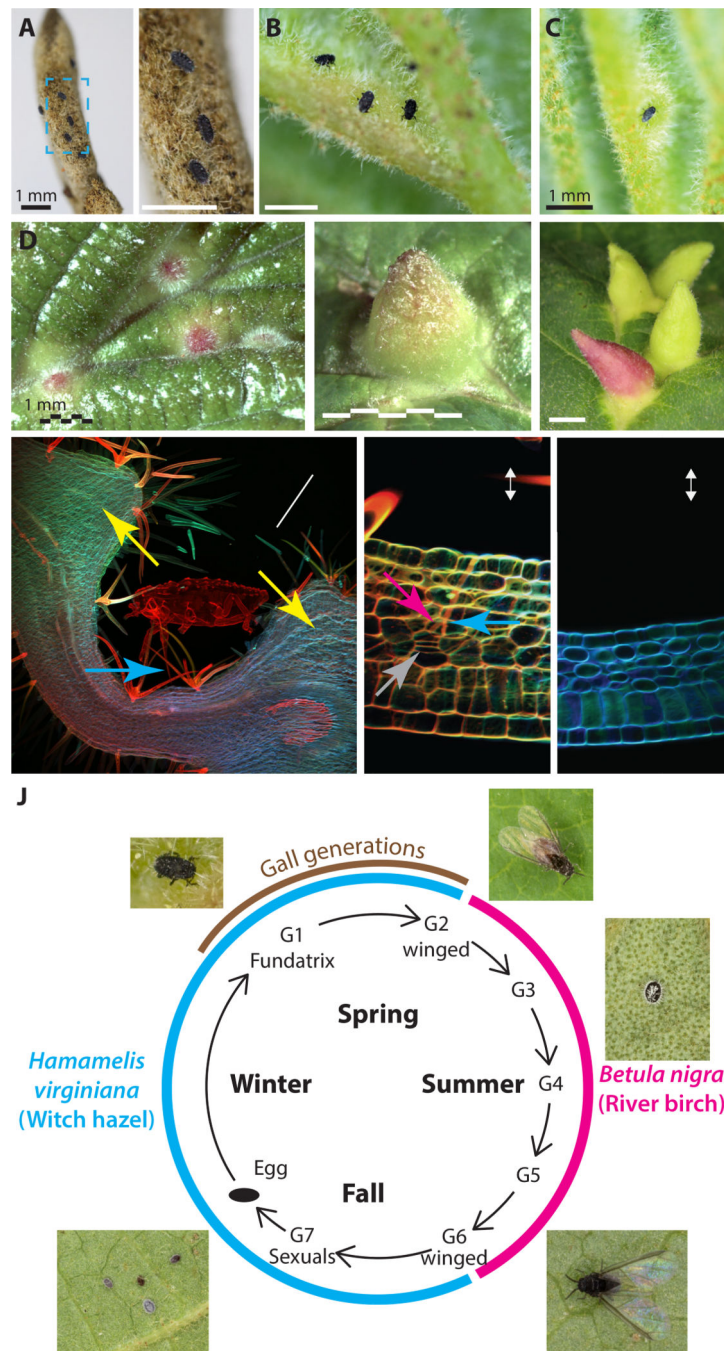 A
B
C
1 mm
1 mm
D
1 mm
J
Gall generations
G1
Fundatrix
G2
winged
G3
Spring
Hamamelis
virginiana
(Witch hazel)
Winter
Summer
G4
Betula nigra
(River birch)
Egg
Fall
G5
G7
Sexuals
G6
winged